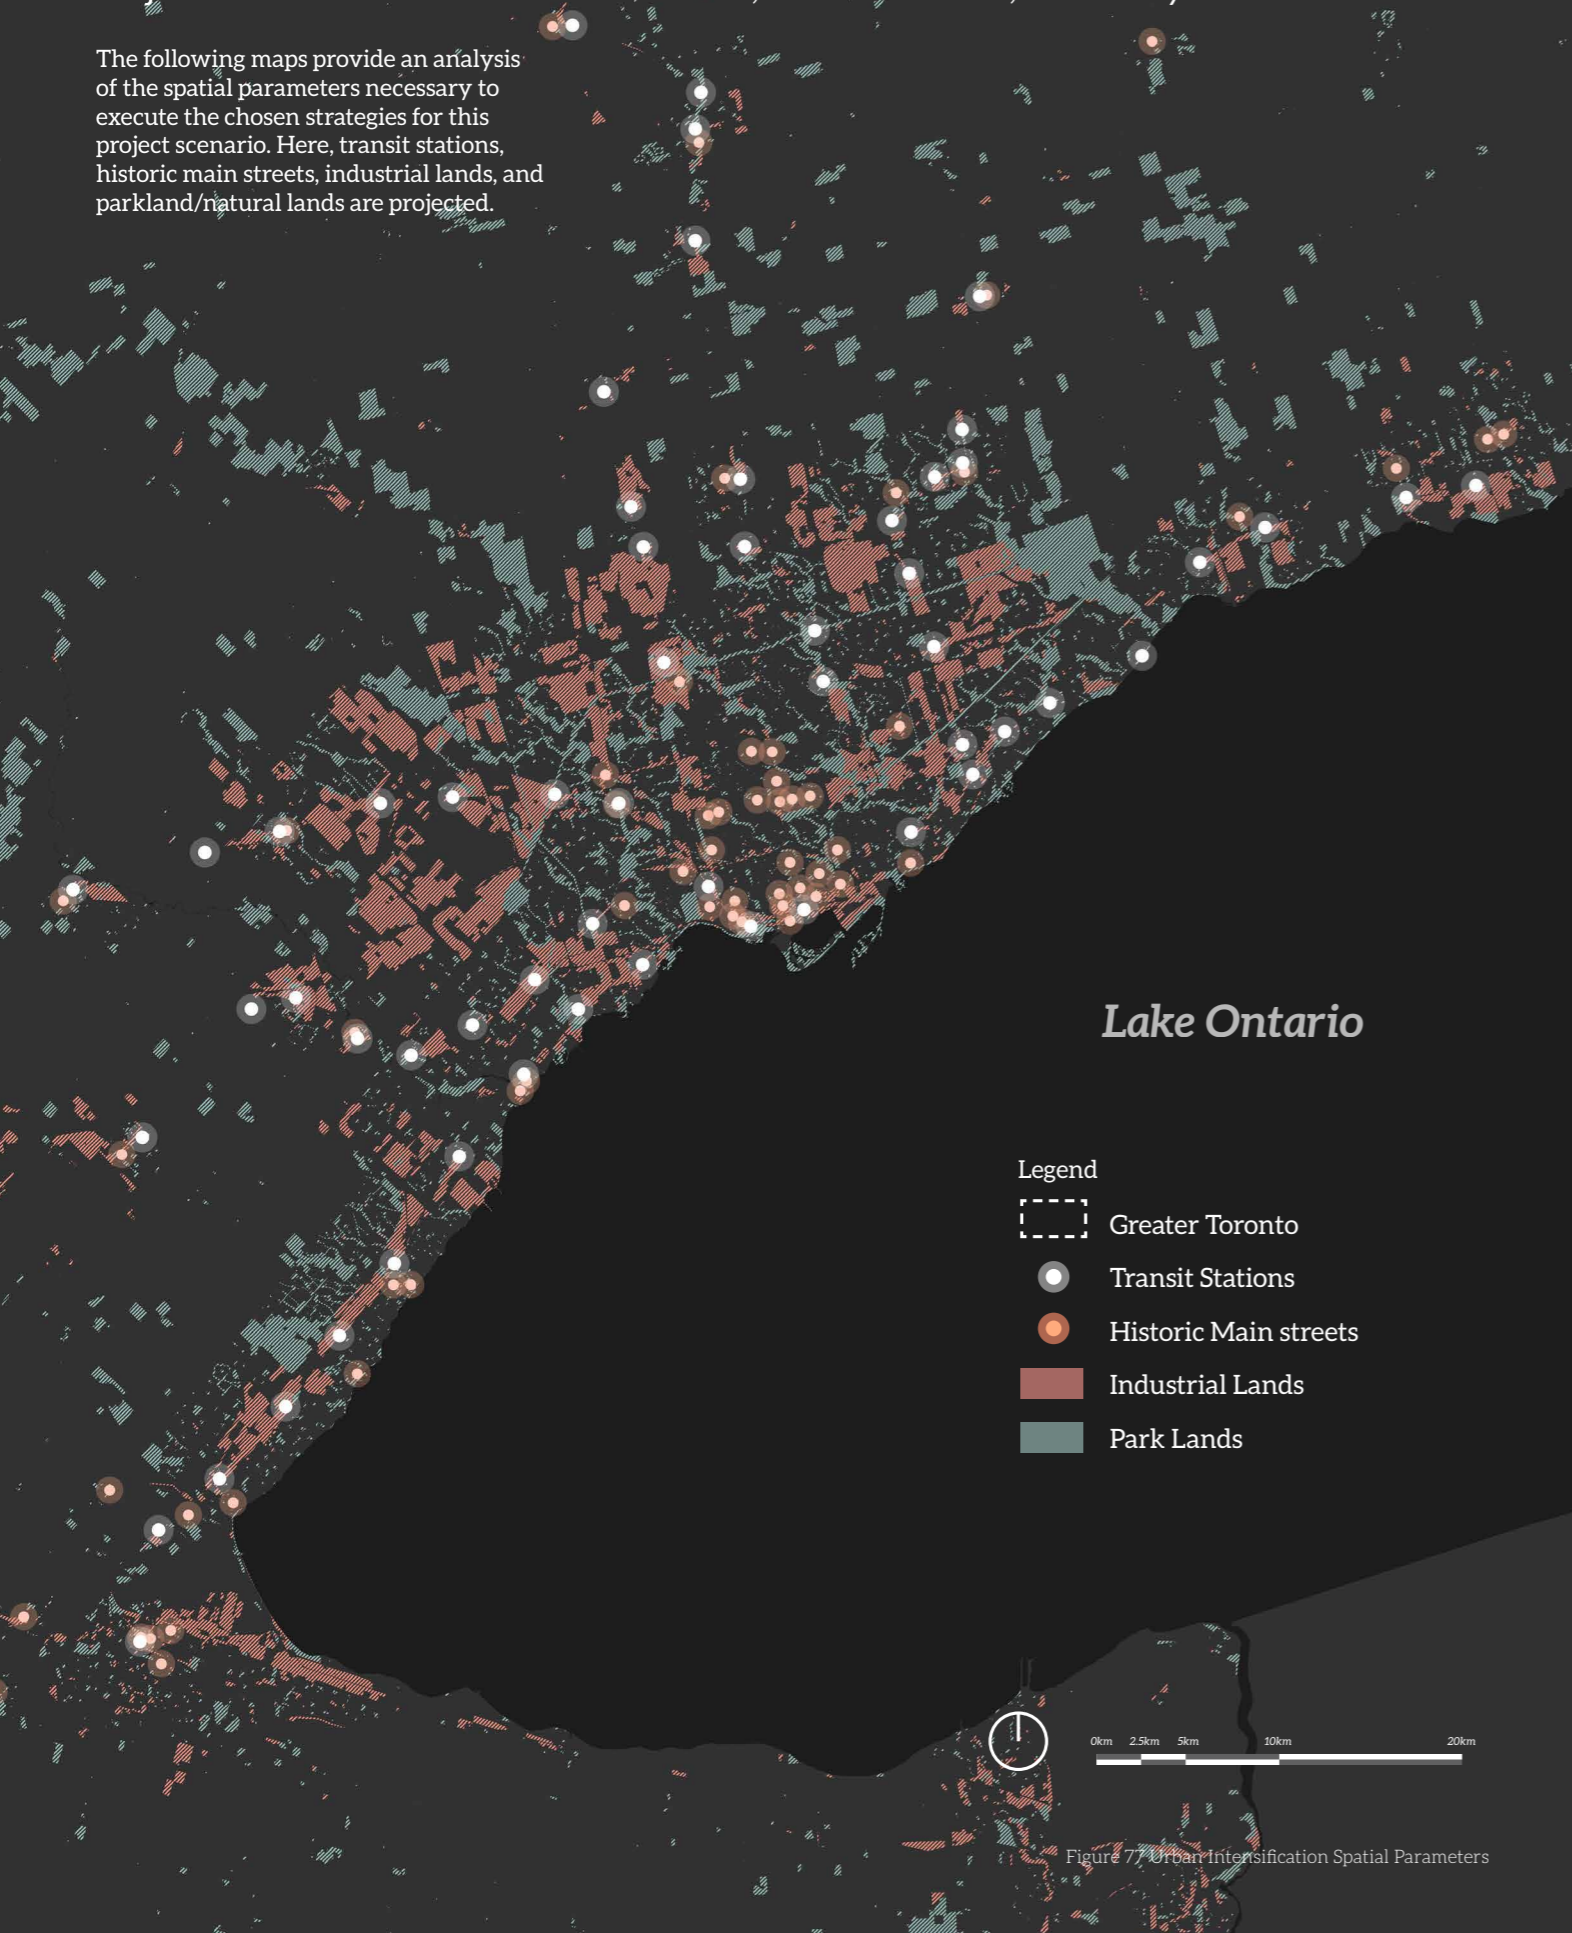 The following maps provide an analysis
of the spatial parameters necessary to
execute the chosen strategies for this
project scenario. Here, transit stations,
historic main streets, industrial lands, and
parkland/natural lands are projected.
Lake Ontario
Legend
Greater Toronto
Transit Stations
Historic Main streets
Industrial Lands
Park Lands
0km 2.5km 5km 10km 20km
Figure 77 Urban Intensification Spatial Parameters